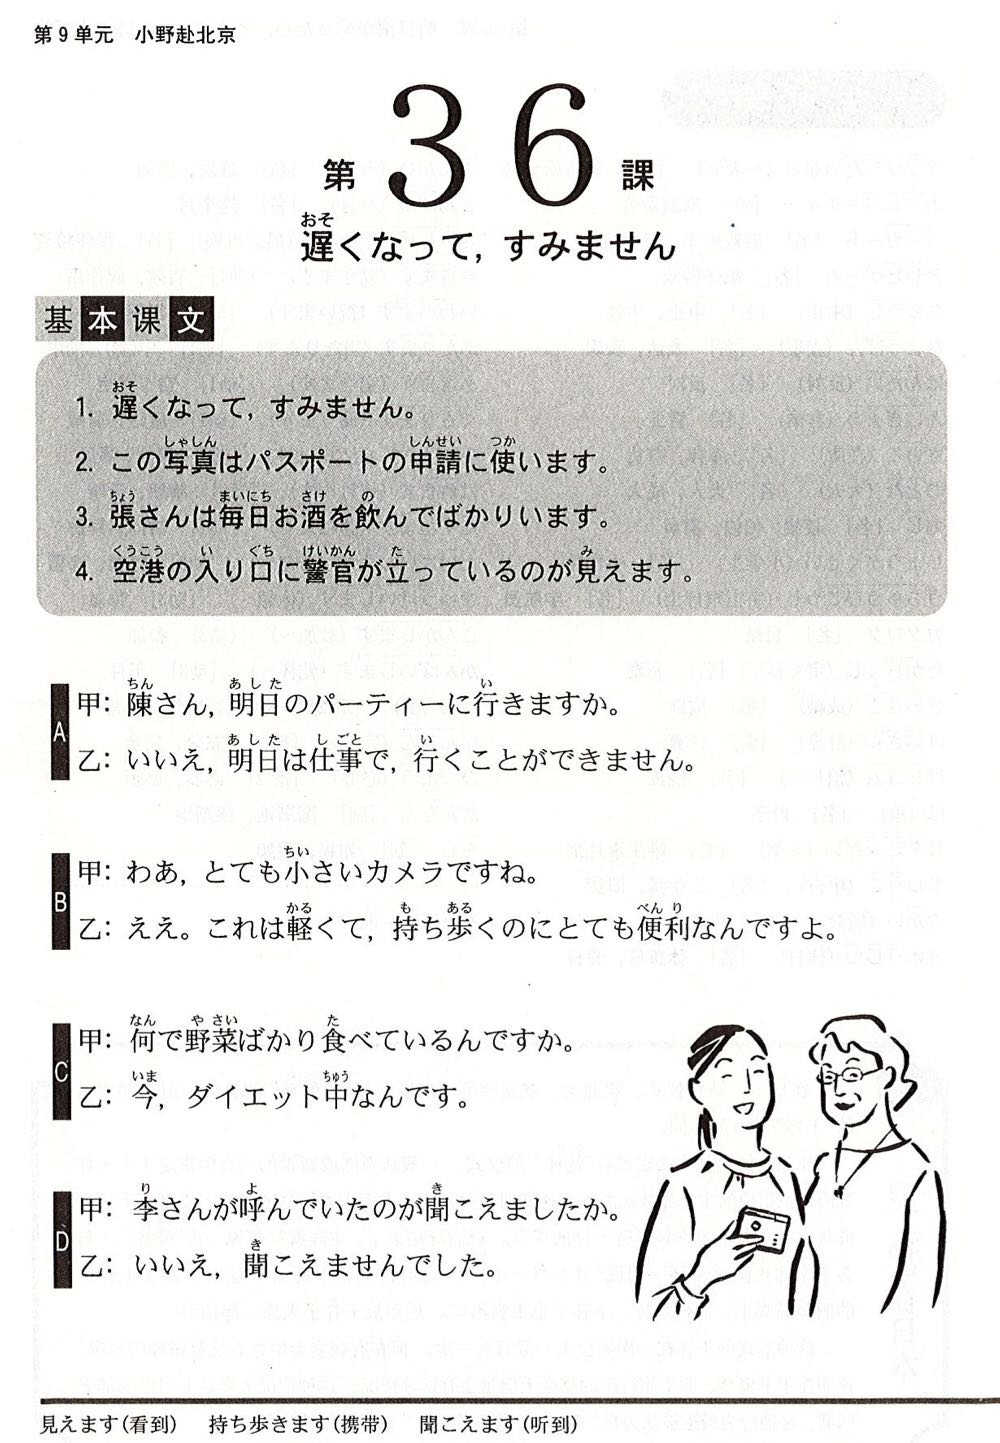 第9单元 小野赴北京
第36課
おそ
遅くなって, すみません
基本课文
おそ
1. 遅くなって, すみません。
しゃしん しんせい つか
2. この写真はパスポートの申請に使います。
ちょう まいにち さけ の
3. 張さんは毎日お酒を飲んでばかりいます。
くうこう い ぐち けいかん た み
4. 空港の入り口に警官が立っているのが見えます。
ちん あした い
A 甲: 陳さん, 明日のパーティーに行きますか。
あした しごと い
乙: いいえ, 明日は仕事で, 行くことができません。
ちい
B 甲: わあ, とても小さいカメラですね。
かる も ある べんり
乙: ええ。これは軽くて, 持ち歩くのにとても便利なんですよ。
なん やさい た
C 甲: 何で野菜ばかり食べているんですか。
いま ちゅう
乙: 今, ダイエット中なんです。
り よ き
D 甲: 李さんが呼んでいたのが聞こえましたか。
き
乙: いいえ, 聞こえませんでした。
見えます(看到) 持ち歩きます(携带) 聞こえます(听到)